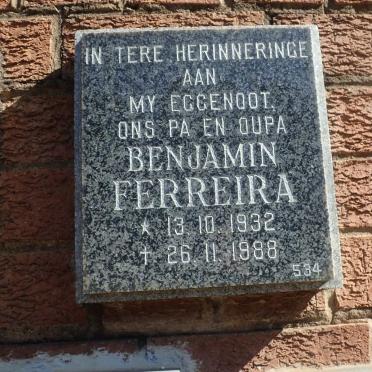 IN TERE HERINNERINGE
AAN
MY EGGENOOT,
ONS PA EN OUPA
BENJAMIN
FERREIRA
★ 13.10.1932
✝ 26.11.1988
534